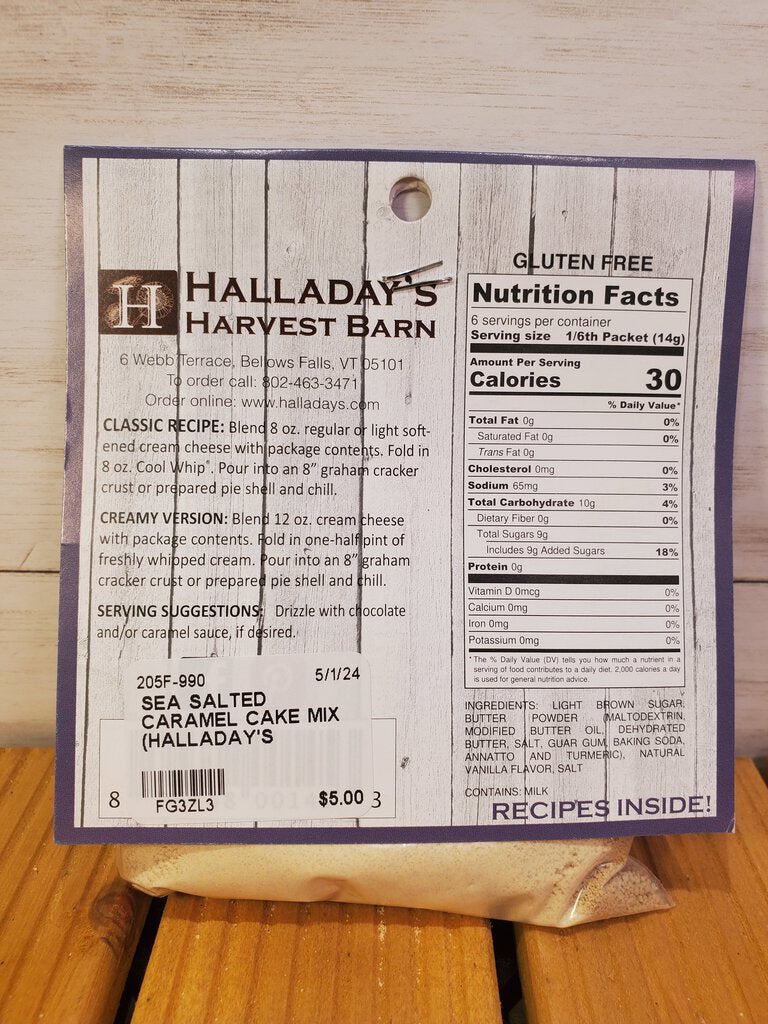 H
HALLADAY'S
HARVEST BARN
6 Webb Terrace, Bellows Falls, VT 05101
To order call: 802-463-3471
Order online: www.halladays.com
CLASSIC RECIPE: Blend 8 oz. regular or light soft-
ened cream cheese with package contents. Fold in
8 oz. Cool Whip®. Pour into an 8" graham cracker
crust or prepared pie shell and chill.
CREAMY VERSION: Blend 12 oz. cream cheese
with package contents. Fold in one-half pint of
freshly whipped cream. Pour into an 8" graham
cracker crust or prepared pie shell and chill.
SERVING SUGGESTIONS: Drizzle with chocolate
and/or caramel sauce, if desired.
205F-990 5/1/24
SEA SALTED
CARAMEL CAKE MIX
(HALLADAY'S
FG3ZL3 $5.00
8 3
GLUTEN FREE
Nutrition Facts
6 servings per container
Serving size 1/6th Packet (14g)
Amount Per Serving
Calories 30
% Daily Value*
Total Fat 0g 0%
Saturated Fat 0g 0%
Trans Fat 0g
Cholesterol 0mg 0%
Sodium 65mg 3%
Total Carbohydrate 10g 4%
Dietary Fiber 0g 0%
Total Sugars 9g
Includes 9g Added Sugars 18%
Protein 0g
Vitamin D 0mcg 0%
Calcium 0mg 0%
Iron 0mg 0%
Potassium 0mg 0%
*The % Daily Value (DV) tells you how much a nutrient in a
serving of food contributes to a daily diet. 2,000 calories a day
is used for general nutrition advice.
INGREDIENTS: LIGHT BROWN SUGAR,
BUTTER POWDER (MALTODEXTRIN,
MODIFIED BUTTER OIL, DEHYDRATED
BUTTER, SALT, GUAR GUM, BAKING SODA,
ANNATTO AND TURMERIC), NATURAL
VANILLA FLAVOR, SALT
CONTAINS: MILK
RECIPES INSIDE!